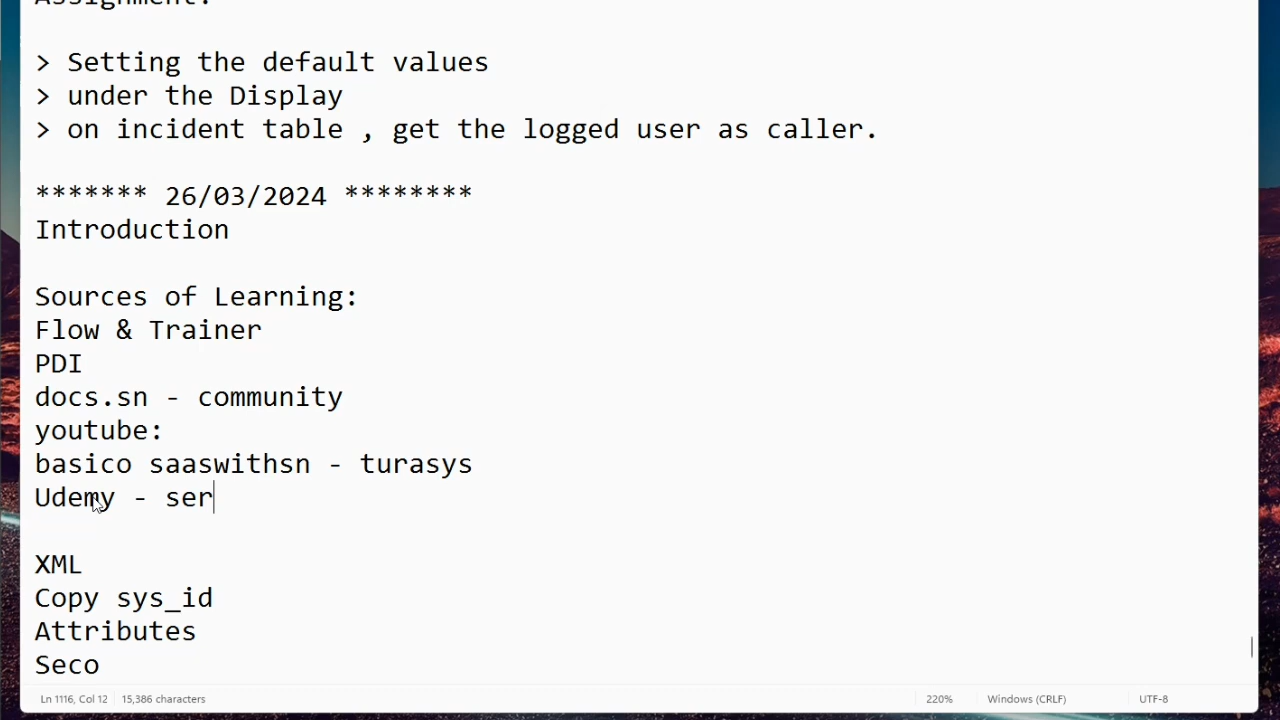 Assignment:
> Setting the default values
> under the Display
> on incident table , get the logged user as caller.
******* 26/03/2024 ********
Introduction
Sources of Learning:
Flow & Trainer
PDI
docs.sn - community
youtube:
basico saaswithsn - turasys
Udemy - ser
XML
Copy sys_id
Attributes
Seco
Ln 1116, Col 12 15,386 characters 220% Windows (CRLF) UTF-8